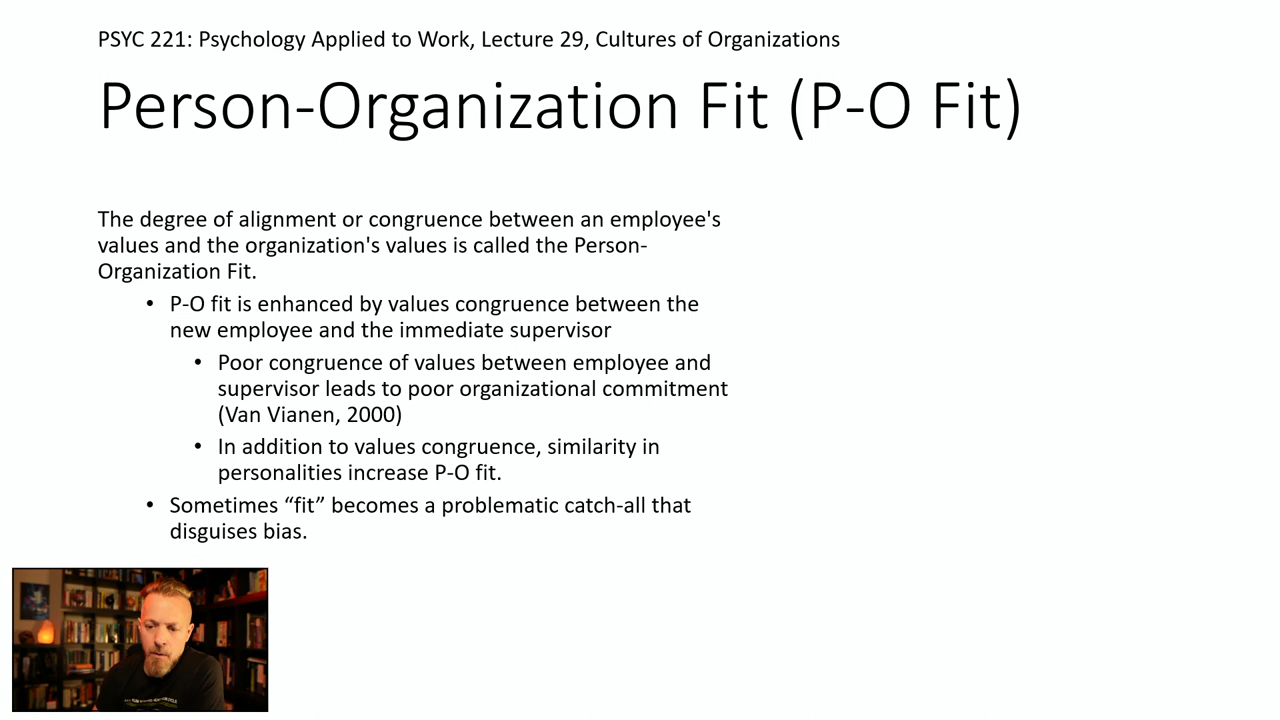 PSYC 221: Psychology Applied to Work, Lecture 29, Cultures of Organizations
Person-Organization Fit (P-O Fit)
The degree of alignment or congruence between an employee's
values and the organization's values is called the Person-
Organization Fit.
• P-O fit is enhanced by values congruence between the
new employee and the immediate supervisor
• Poor congruence of values between employee and
supervisor leads to poor organizational commitment
(Van Vianen, 2000)
• In addition to values congruence, similarity in
personalities increase P-O fit.
• Sometimes “fit” becomes a problematic catch-all that
disguises bias.